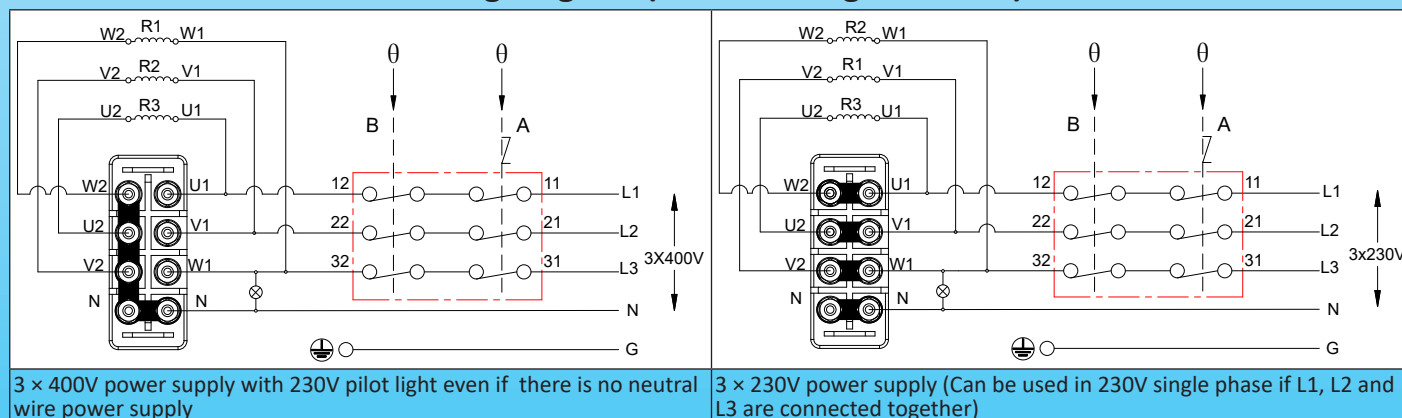 W2 R1 W1
V2 R2 V1
U2 R3 U1
θ θ
B A
W2 U1 12 11 L1
U2 V1 22 21 L2
V2 W1 32 31 L3
3X400V
N N N
G
3 × 400V power supply with 230V pilot light even if there is no neutral
wire power supply
W2 R2 W1
V2 R1 V1
U2 R3 U1
θ θ
B A
W2 U1 12 11 L1
U2 V1 22 21 L2
V2 W1 32 31 L3
3x230V
N N N
G
3 × 230V power supply (Can be used in 230V single phase if L1, L2 and
L3 are connected together)